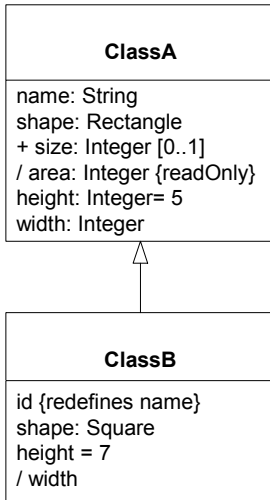 ClassA
name: String
shape: Rectangle
+ size: Integer [0..1]
/ area: Integer {readOnly}
height: Integer= 5
width: Integer
ClassB
id {redefines name}
shape: Square
height = 7
/ width